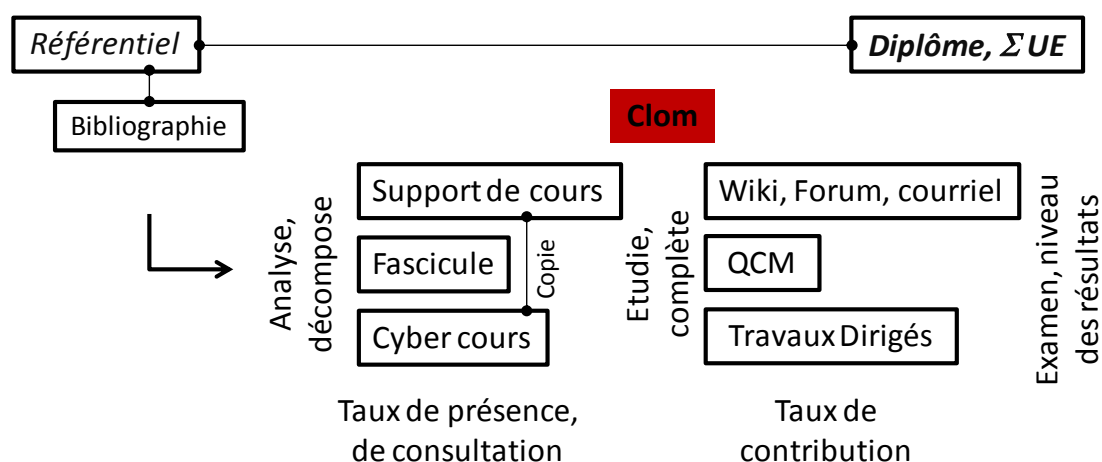 Référentiel
Diplôme, Σ UE
Bibliographie
Clom
Analyse,
décompose
Support de cours
Fascicule
Cyber cours
Copie
Etudie,
complète
Wiki, Forum, courriel
QCM
Travaux Dirigés
Examen, niveau
des résultats
Taux de présence,
de consultation
Taux de
contribution